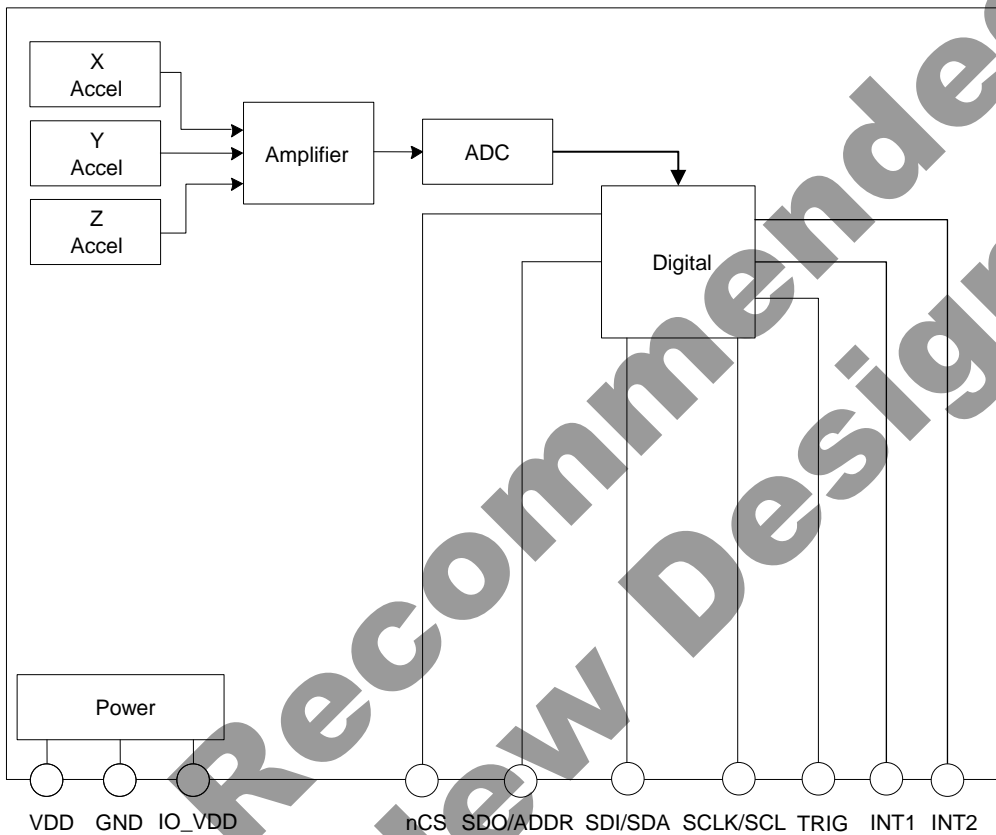 X
Accel
Y
Accel
Z
Accel
Amplifier
ADC
Digital
Power
VDD GND IO_VDD nCS SDO/ADDR SDI/SDA SCLK/SCL TRIG INT1 INT2
Recommended
New Design